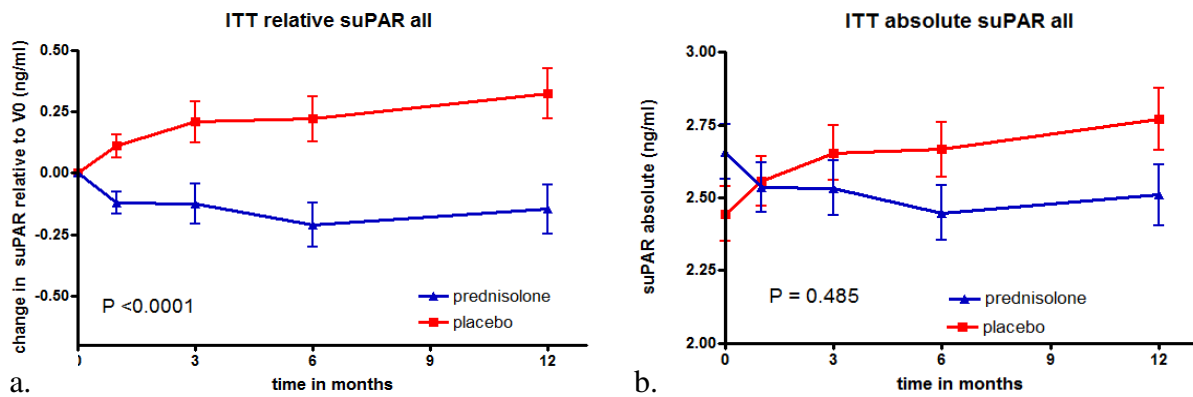 ITT relative suPAR all
change in suPAR relative to V0 (ng/ml)
0.50
0.25
0.00
-0.25
-0.50
P <0.0001
prednisolone
placebo
0 3 6 9 12
time in months
a.
ITT absolute suPAR all
suPAR absolute (ng/ml)
3.00
2.75
2.50
2.25
2.00
P = 0.485
prednisolone
placebo
0 3 6 9 12
time in months
b.